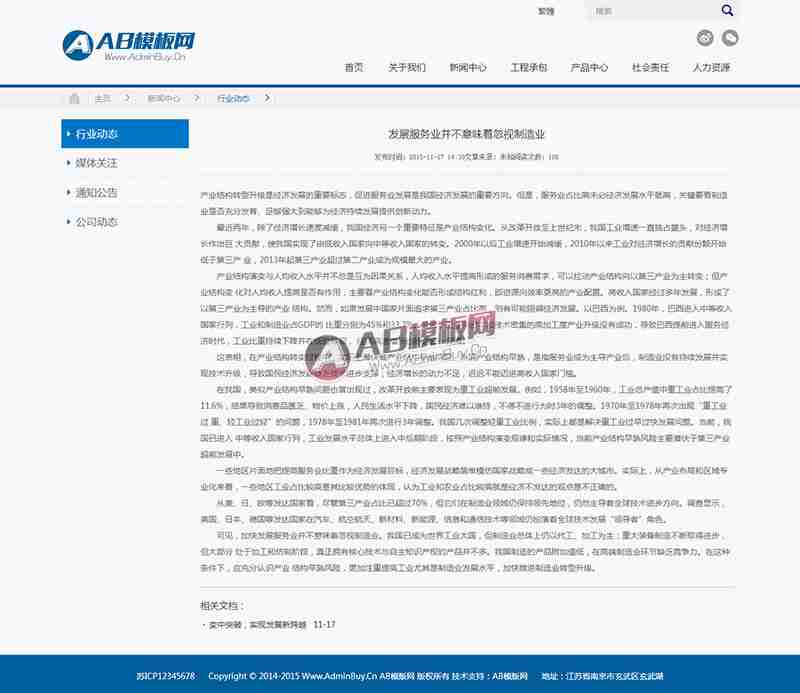 繁體
搜索
AB模板网
Www.AdminBuy.Cn
首页 关于我们 新闻中心 工程承包 产品中心 社会责任 人力资源
主页 > 新闻中心 > 行业动态 >
行业动态
媒体关注
通知公告
公司动态
发展服务业并不意味着忽视制造业
发布时间：2015-11-17 14:30文章来源：未知阅读次数：108
产业结构转型升级是经济发展的重要标志，促进服务业发展是我国经济发展的重要方向。但是，服务业占比高未必经济发展水平就高，关键要看制造
业是否充分发育、足够强大到能够为经济持续发展提供创新动力。
最近两年，除了经济增长速度减缓，我国经济另一个重要特征是产业结构变化。从改革开放至上世纪末，我国工业增速一直独占鳌头，对经济增
长作出巨 大贡献，使我国实现了由低收入国家向中等收入国家的转变。2000年以后工业增速开始减缓，2010年以来工业对经济增长的贡献份额开始
低于第三产 业，2013年起第三产业超过第二产业成为规模最大的产业。
产业结构演变与人均收入水平并不总是互为因果关系，人均收入水平提高形成的服务消费需求，可以拉动产业结构向以第三产业为主转变；但产
业结构变 化对人均收入提高是否有作用，主要看产业结构变化能否形成结构红利，即资源向效率更高的产业配置。高收入国家经过多年发展，形成了
以第三产业为主导的产业 结构。然而，如果发展中国家片面追求第三产业占比高，则有可能阻碍经济发展。以巴西为例，1980年，巴西进入中等收入
国家行列，工业和制造业占GDP的 比重分别为45%和33.7%
技术密集的高加工度产业升级没有成功，导致巴西提前进入服务经
济时代，工业比重持续下降并
这表明，在产业结构转变
产业结构早熟，是指服务业成为主导产业后，制造业没有持续发展并实
现技术升级，导致国民经济发展缺乏技术进步支撑，经济增长的动力不足，迟迟不能迈进高收入国家门槛。
在我国，类似产业结构早熟问题也曾出现过，改革开放前主要表现为重工业超前发展。例如，1958年至1960年，工业总产值中重工业占比提高了
11.6%，结果导致消费品匮乏、物价上涨，人民生活水平下降，国民经济难以维持，不得不进行为时3年的调整。1970年至1978年再次出现“重工业
过 重、轻工业过轻”的问题，1978年至1981年再次进行3年调整。我国几次调整轻重工业比例，实际上都是解决重工业过早过快发展问题。当前，我
国已进入 中等收入国家行列，工业发展水平总体上进入中后期阶段，按照产业结构演变规律和实际情况，当前产业结构早熟风险主要潜伏于第三产业
超前发展中。
一些地区片面地把提高服务业比重作为经济发展目标，经济发展战略简单模仿国家战略或一些经济发达的大城市。实际上，从产业布局和区域专
业化来看，一些地区工业占比较高是其比较优势的体现，认为工业和农业占比较高就是经济不发达的观点是不正确的。
从美、日、欧等发达国家看，尽管第三产业占比已超过70%，但它们在制造业领域仍保持领先地位，仍然主导着全球技术进步方向。调查显示，
美国、日本、德国等发达国家在汽车、航空航天、新材料、新能源、信息和通信技术等领域仍扮演着全球技术发展“领导者”角色。
可见，加快发展服务业并不意味着忽视制造业。我国已成为世界工业大国，但制造业总体上仍以代工、加工为主；重大装备制造不断取得进步，
但大部分 处于加工和仿制阶段，真正拥有核心技术与自主知识产权的产品并不多。我国制造的产品附加值低，在高端制造业环节缺乏竞争力。在这种
条件下，应充分认识产业 结构早熟风险，更加注重提高工业尤其是制造业发展水平，加快推进制造业转型升级。
AB模板网
www.AdminBuy.Cn
相关文档：
· 变中突破，实现发展新跨越 11-17
苏ICP12345678 Copyright © 2014-2015 Www.AdminBuy.Cn AB模板网 版权所有 技术支持：AB模板网 地址：江苏省南京市玄武区玄武湖